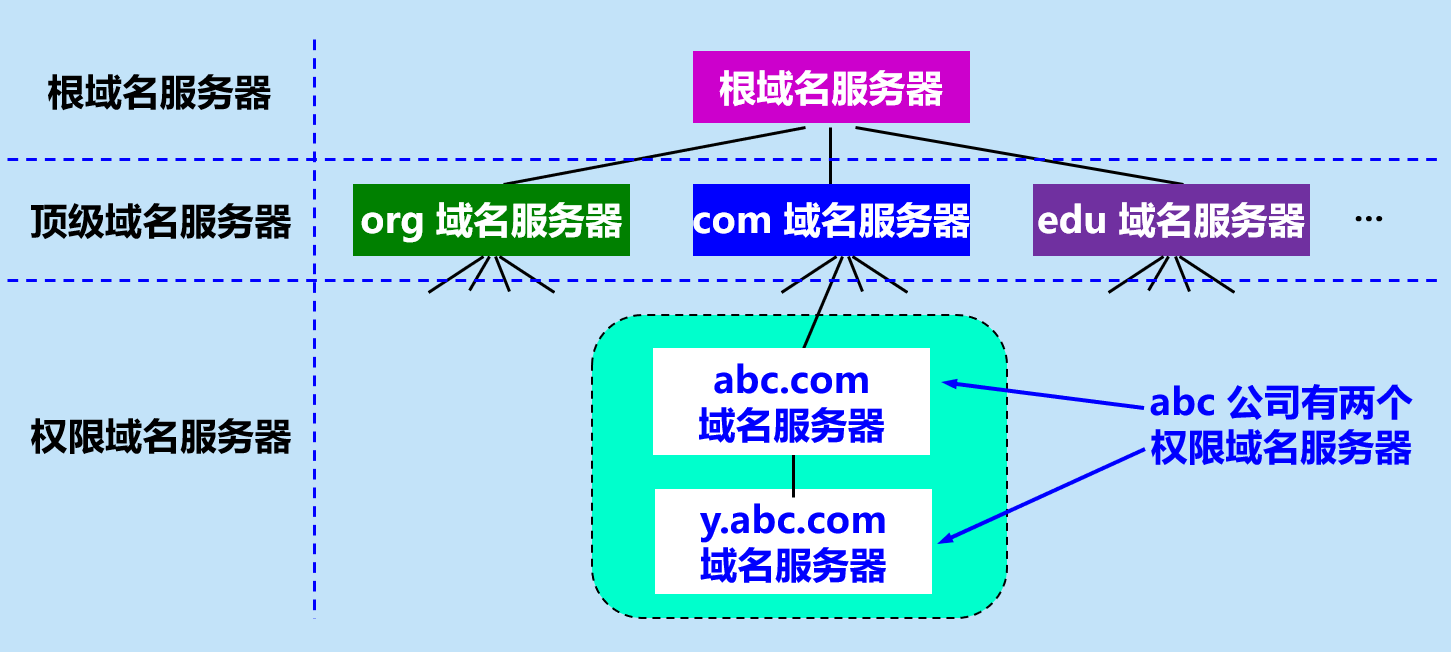 根域名服务器
根域名服务器
顶级域名服务器
org 域名服务器
com 域名服务器
edu 域名服务器
...
权限域名服务器
abc.com
域名服务器
y.abc.com
域名服务器
abc 公司有两个
权限域名服务器